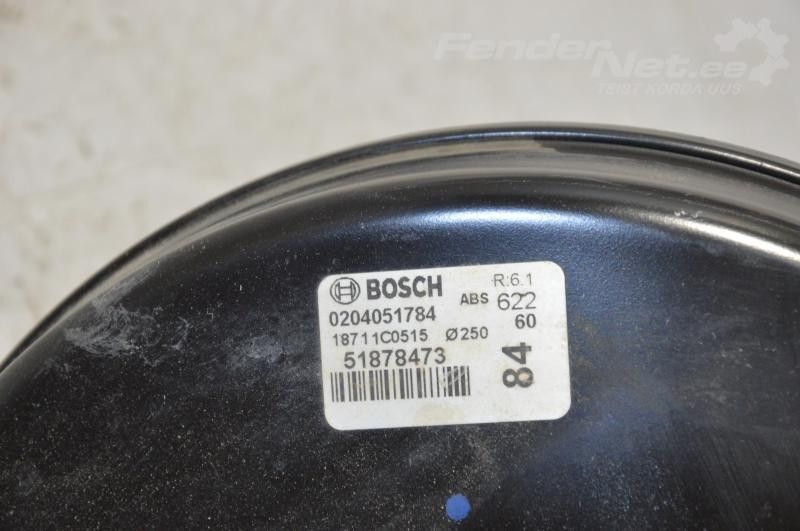 FenderNet.ee
TEIST KORDA UUS
BOSCH R:6.1
0204051784 ABS 622
18711C0515 Ø250 60
51878473
84